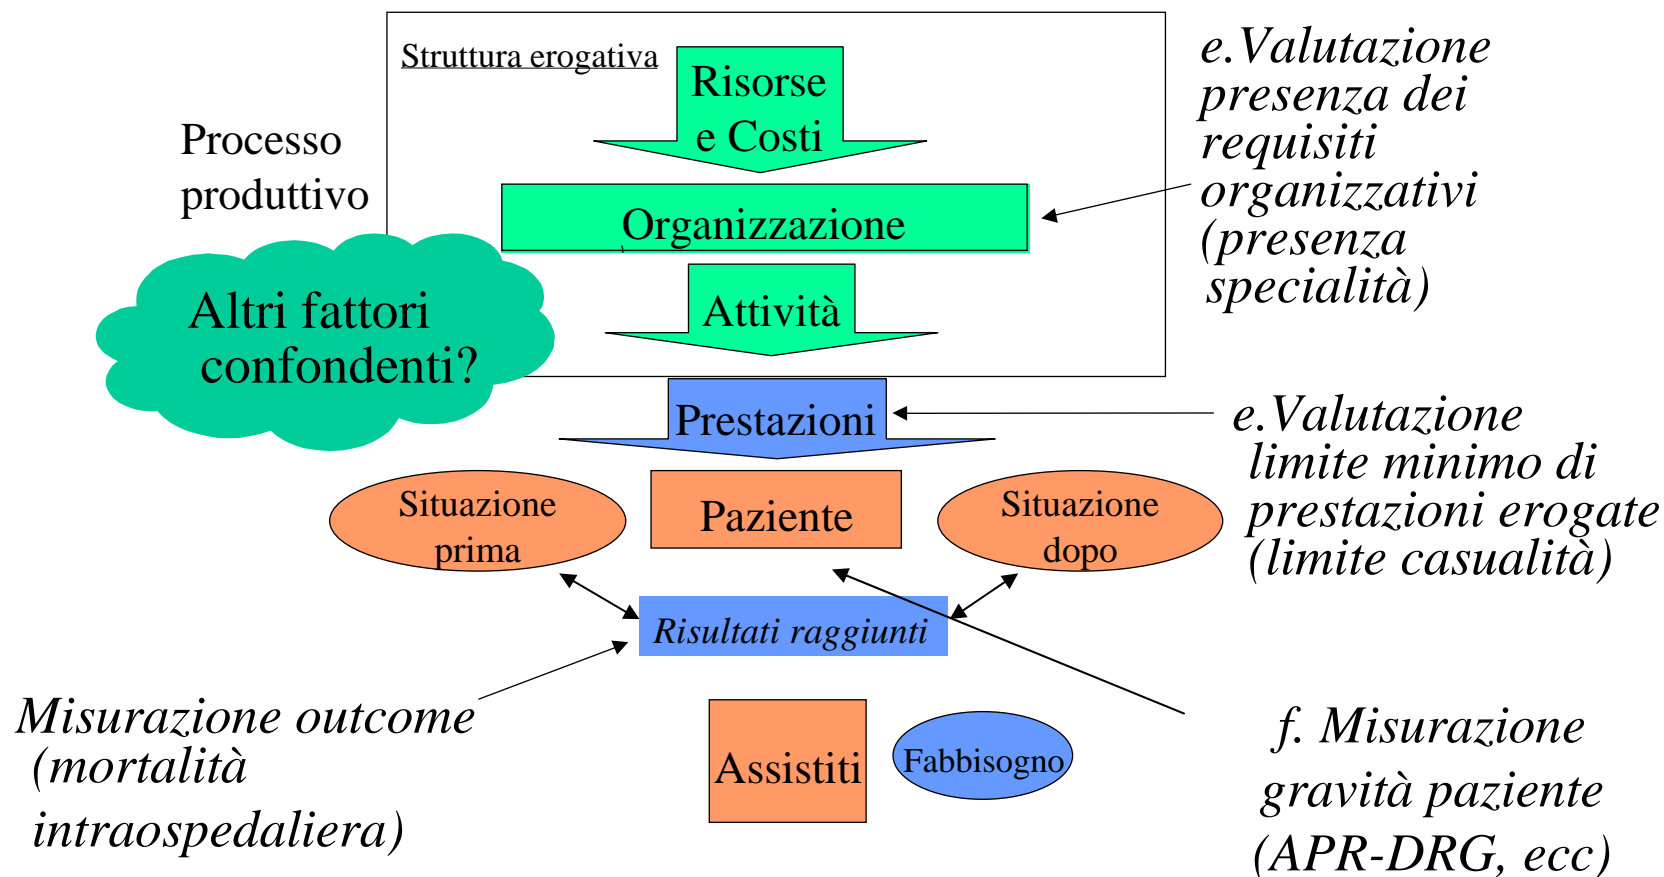 Struttura erogativa
Risorse
e Costi
e.Valutazione
presenza dei
requisiti
organizzativi
(presenza
specialità)
Processo
produttivo
Organizzazione
Attività
Altri fattori
confondenti?
Prestazioni
e.Valutazione
limite minimo di
prestazioni erogate
(limite casualità)
Situazione
prima
Paziente
Situazione
dopo
Risultati raggiunti
Misurazione outcome
(mortalità
intraospedaliera)
Assistiti
Fabbisogno
f. Misurazione
gravità paziente
(APR-DRG, ecc)